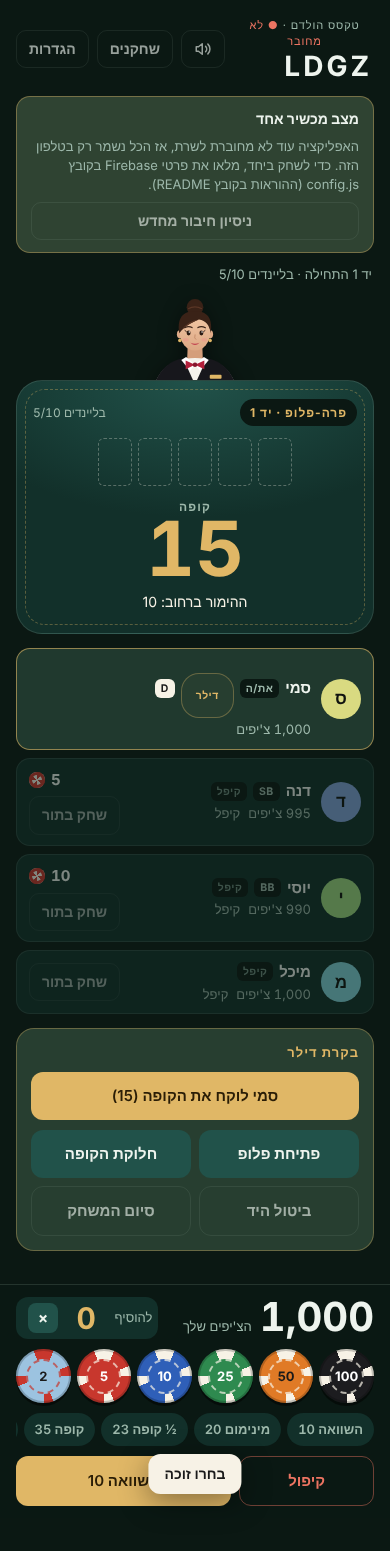 טקסס הולדם · ● לא
מחובר
LDGZ
שחקנים
הגדרות
מצב מכשיר אחד
האפליקציה עוד לא מחוברת לשרת, אז הכל נשמר רק בטלפון
הזה. כדי לשחק ביחד, מלאו את פרטי Firebase בקובץ
config.js (ההוראות בקובץ README).
ניסיון חיבור מחדש
יד 1 התחילה · בליינדים 5/10
פרה-פלופ · יד 1
בליינדים 5/10
קופה
15
ההימור ברחוב: 10
ס
סמי את/ה דילר D
1,000 צ'יפים
ד
דנה SB קיפל
5
995 צ'יפים קיפל
שחק בתור
י
יוסי BB קיפל
10
990 צ'יפים קיפל
שחק בתור
מ
מיכל קיפל
1,000 צ'יפים קיפל
שחק בתור
בקרת דילר
סמי לוקח את הקופה (15)
פתיחת פלופ
חלוקת הקופה
ביטול היד
סיום המשחק
1,000 הצ'יפים שלך
להוסיף 0 ×
100 50 25 10 5 2
השוואה 10
מינימום 20
½ קופה 23
קופה 35
קיפול
שוואה 10
בחרו זוכה